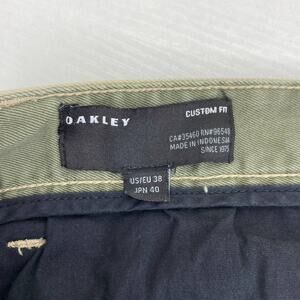 OAKLEY
CUSTOM FIT
CA#35460 RN#96548
MADE IN INDONESIA
SINCE 1975
US/EU 38
JPN 40